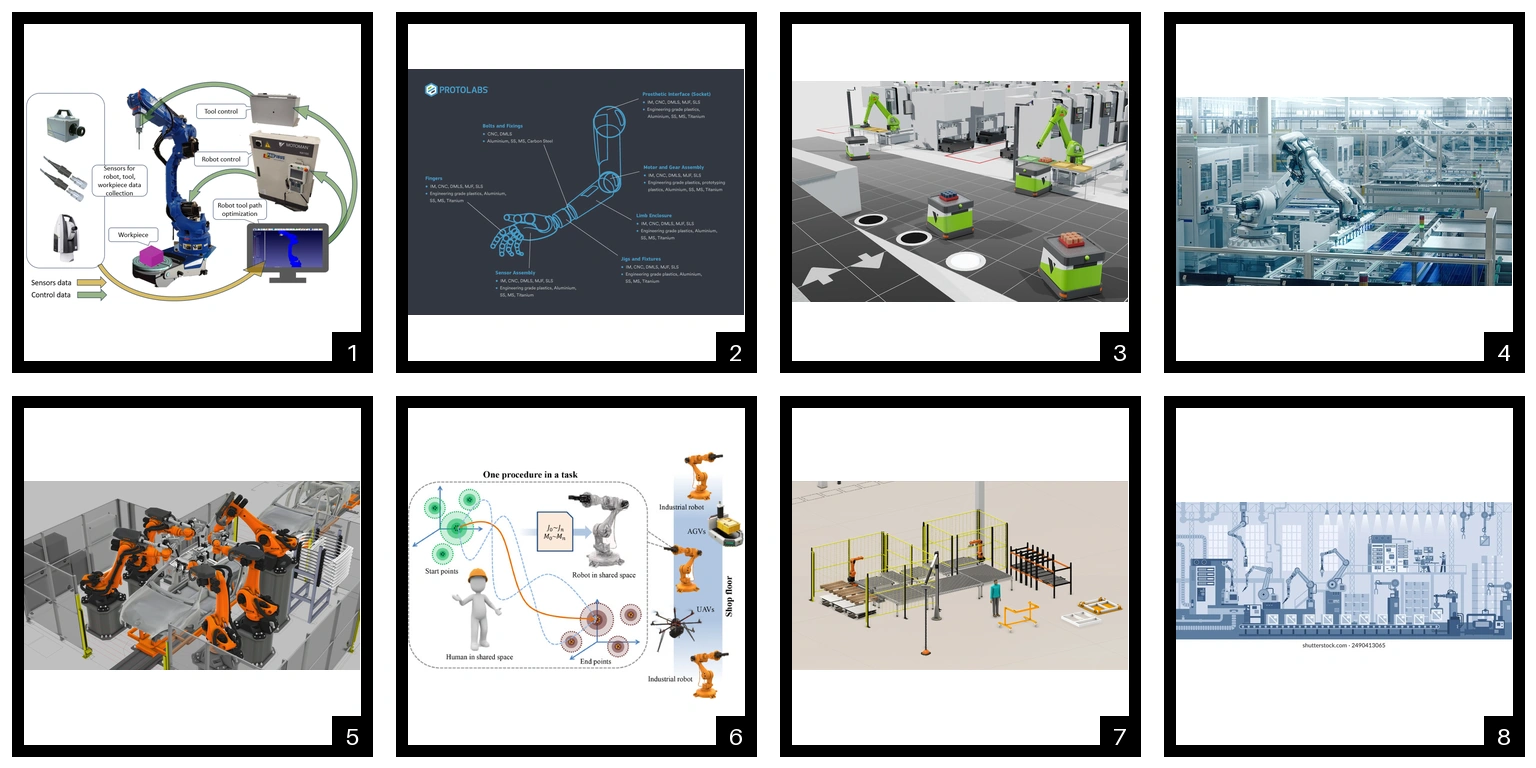 Tool control
Robot control
Sensors for
robot, tool,
workpiece data
collection
Robot tool path
optimization
Workpiece
Sensors data
Control data
MOTOMAN
1
PROTOLABS
Prosthetic Interface (Socket)
IM, CNC, DMLS, MJF, SLS
Engineering grade plastics,
Aluminium, SS, MS, Titanium
Bolts and Fixings
CNC, DMLS
Aluminium, SS, MS, Carbon Steel
Motor and Gear Assembly
IM, CNC, DMLS, MJF, SLS
Engineering grade plastics, prototyping
plastics, Aluminium, SS, MS, Titanium
Fingers
IM, CNC, DMLS, MJF, SLS
Engineering grade plastics, Aluminium,
SS, MS, Titanium
Limb Enclosure
IM, CNC, DMLS, MJF, SLS
Engineering grade plastics, Aluminium,
SS, MS, Titanium
Jigs and Fixtures
IM, CNC, DMLS, MJF, SLS
Engineering grade plastics, Aluminium,
SS, MS, Titanium
Sensor Assembly
IM, CNC, DMLS, MJF, SLS
Engineering grade plastics, Aluminium,
SS, MS, Titanium
2
3
4
5
One procedure in a task
J₀~Jₙ
M₀~Mₙ
Start points
Robot in shared space
Human in shared space
End points
Industrial robot
AGVs
UAVs
Shop floor
Industrial robot
6
7
shutterstock.com · 2490413065
8